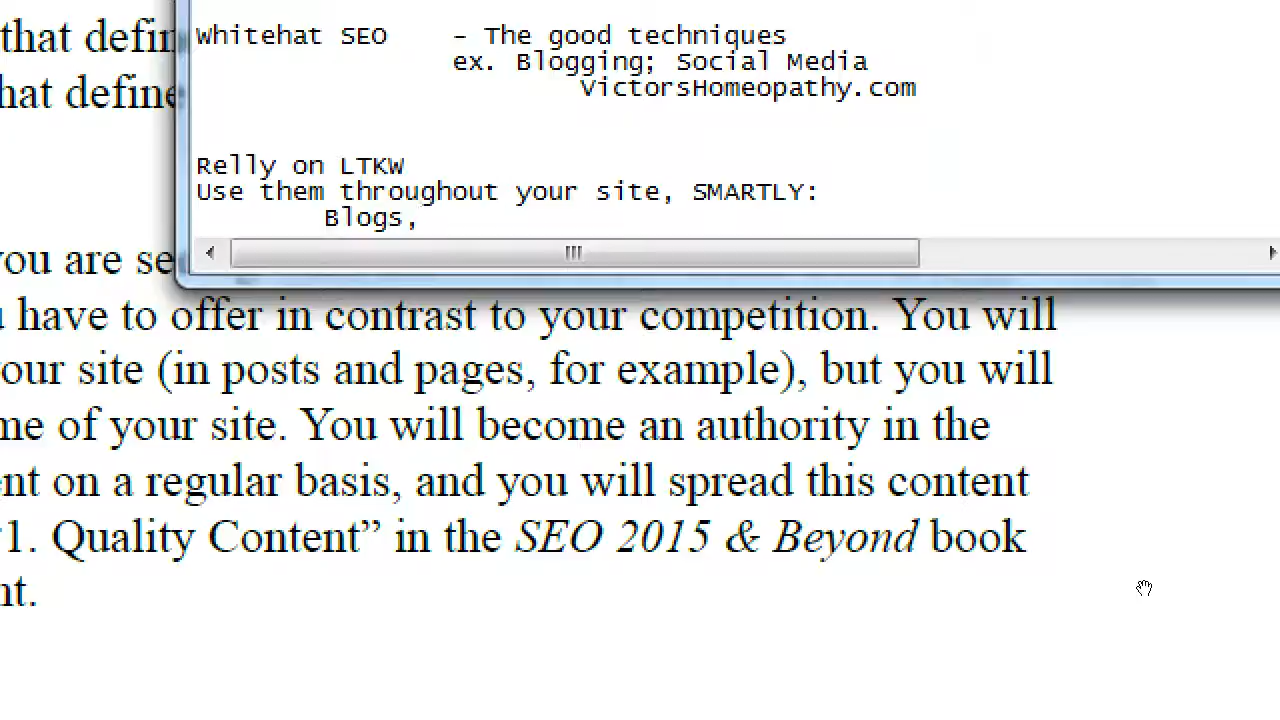 that defin
Whitehat SEO – The good techniques
ex. Blogging; Social Media
hat define
VictorsHomeopathy.com
Relly on LTKW
Use them throughout your site, SMARTLY:
Blogs,
you are se
have to offer in contrast to your competition. You will
our site (in posts and pages, for example), but you will
me of your site. You will become an authority in the
nt on a regular basis, and you will spread this content
1. Quality Content” in the SEO 2015 & Beyond book
nt.